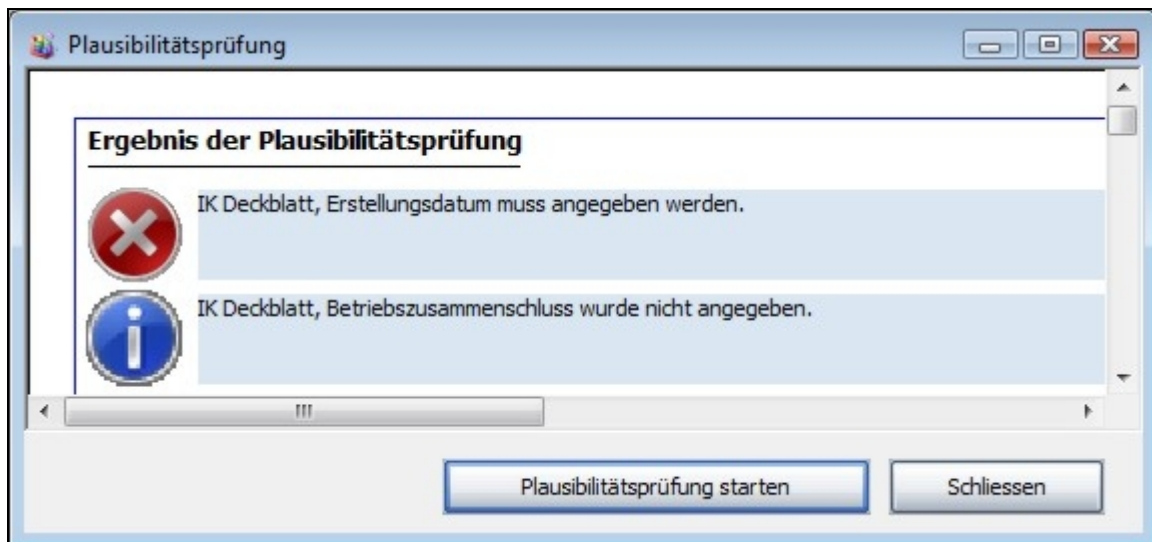 Plausibilitätsprüfung
Ergebnis der Plausibilitätsprüfung
IK Deckblatt, Erstellungsdatum muss angegeben werden.
IK Deckblatt, Betriebszusammenschluss wurde nicht angegeben.
Plausibilitätsprüfung starten
Schliessen